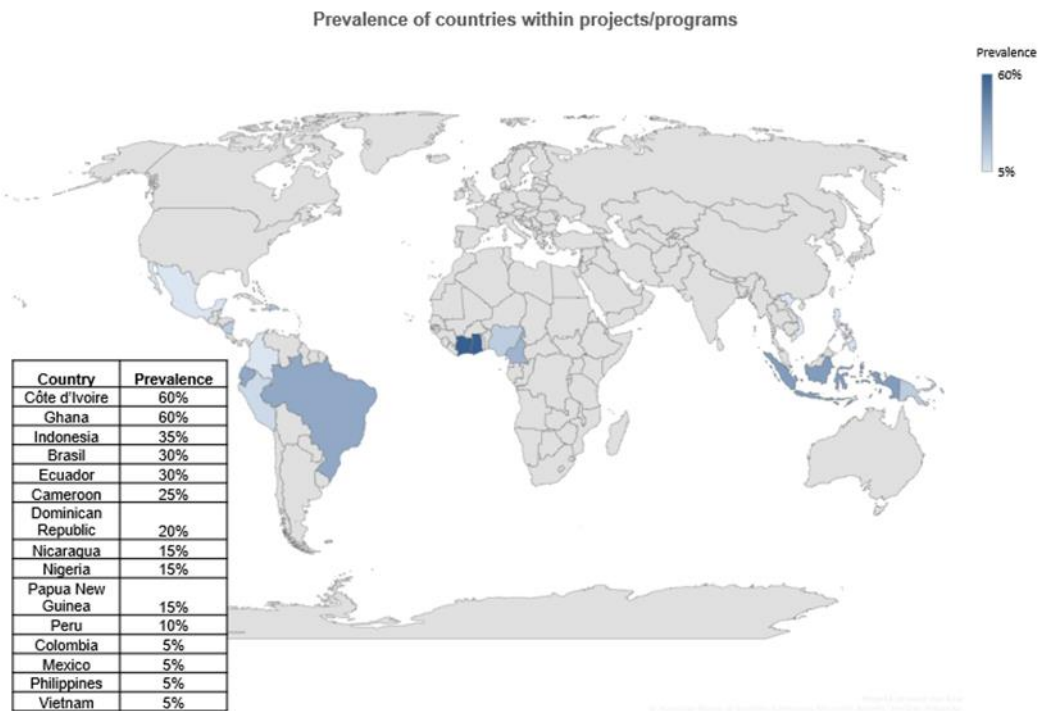 Prevalence of countries within projects/programs
Prevalence
60%
5%
Country Prevalence
Côte d'Ivoire 60%
Ghana 60%
Indonesia 35%
Brasil 30%
Ecuador 30%
Cameroon 25%
Dominican
Republic 20%
Nicaragua 15%
Nigeria 15%
Papua New
Guinea 15%
Peru 10%
Colombia 5%
Mexico 5%
Philippines 5%
Vietnam 5%